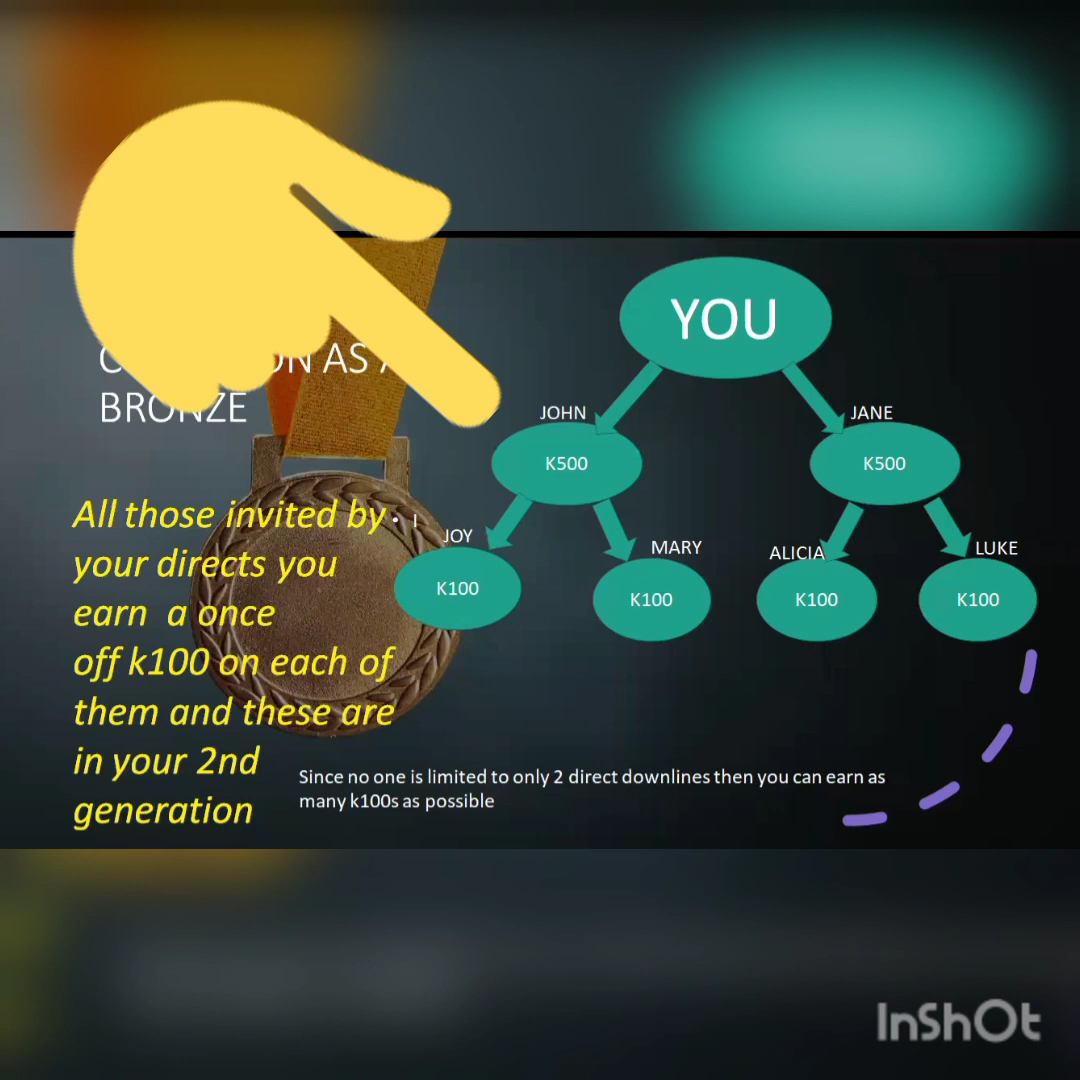 AS
BRONZE
YOU
JOHN
JANE
K500
K500
JOY
MARY
ALICIA
LUKE
K100
K100
K100
K100
All those invited by
your directs you
earn a once
off k100 on each of
them and these are
in your 2nd
generation
Since no one is limited to only 2 direct downlines then you can earn as
many k100s as possible
InShOt